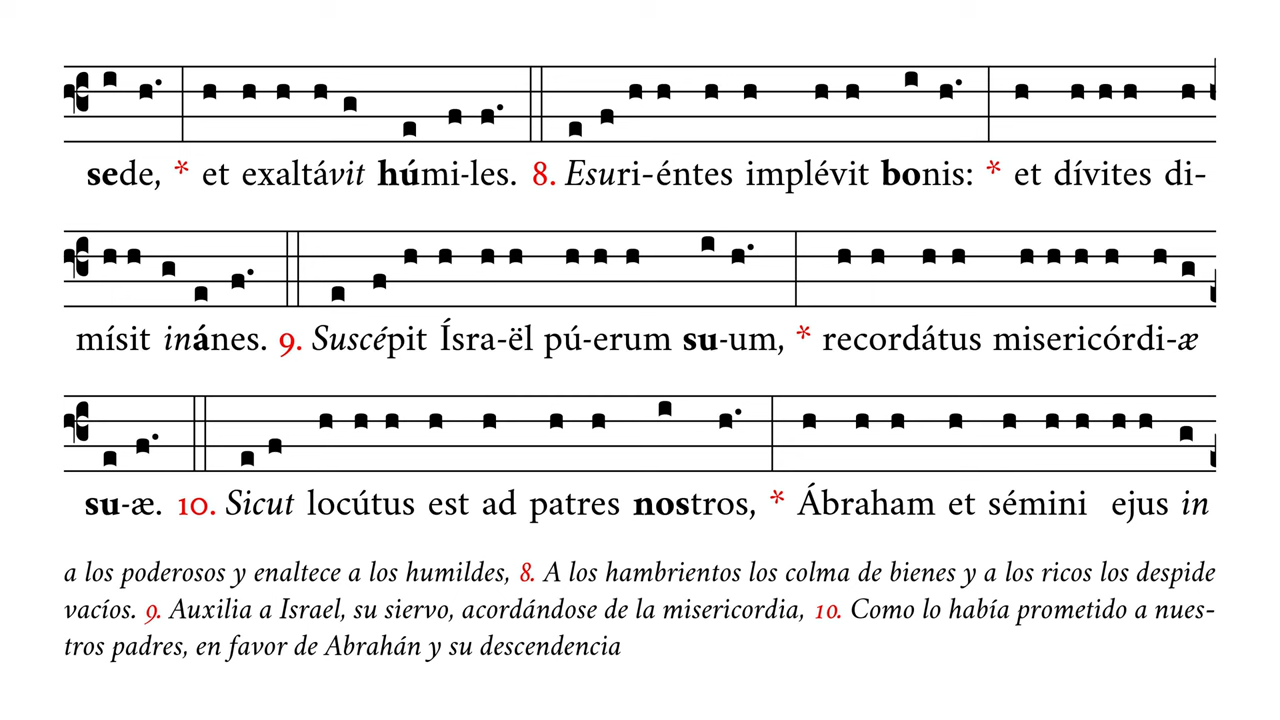 sede, * et exaltávit húmi-les. 8. Esuri-éntes implévit bonis: * et dívites di-
mísit inánes. 9. Suscépit Ísra-ël pú-erum su-um, * recordátus misericórdi-æ
su-æ. 10. Sicut locútus est ad patres nostros, * Ábraham et sémini ejus in
a los poderosos y enaltece a los humildes, 8. A los hambrientos los colma de bienes y a los ricos los despide
vacíos. 9. Auxilia a Israel, su siervo, acordándose de la misericordia, 10. Como lo había prometido a nues-
tros padres, en favor de Abrahán y su descendencia